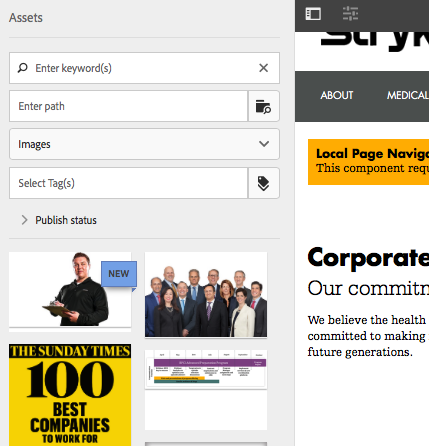 Assets
Enter keyword(s)
Enter path
Images
Select Tag(s)
Publish status
NEW
THE SUNDAY TIMES
100
BEST
COMPANIES
TO WORK FOR
Stryk
ABOUT
MEDICAL
Local Page Naviga
This component requ
Corporate
Our commitm
We believe the health
committed to making
future generations.